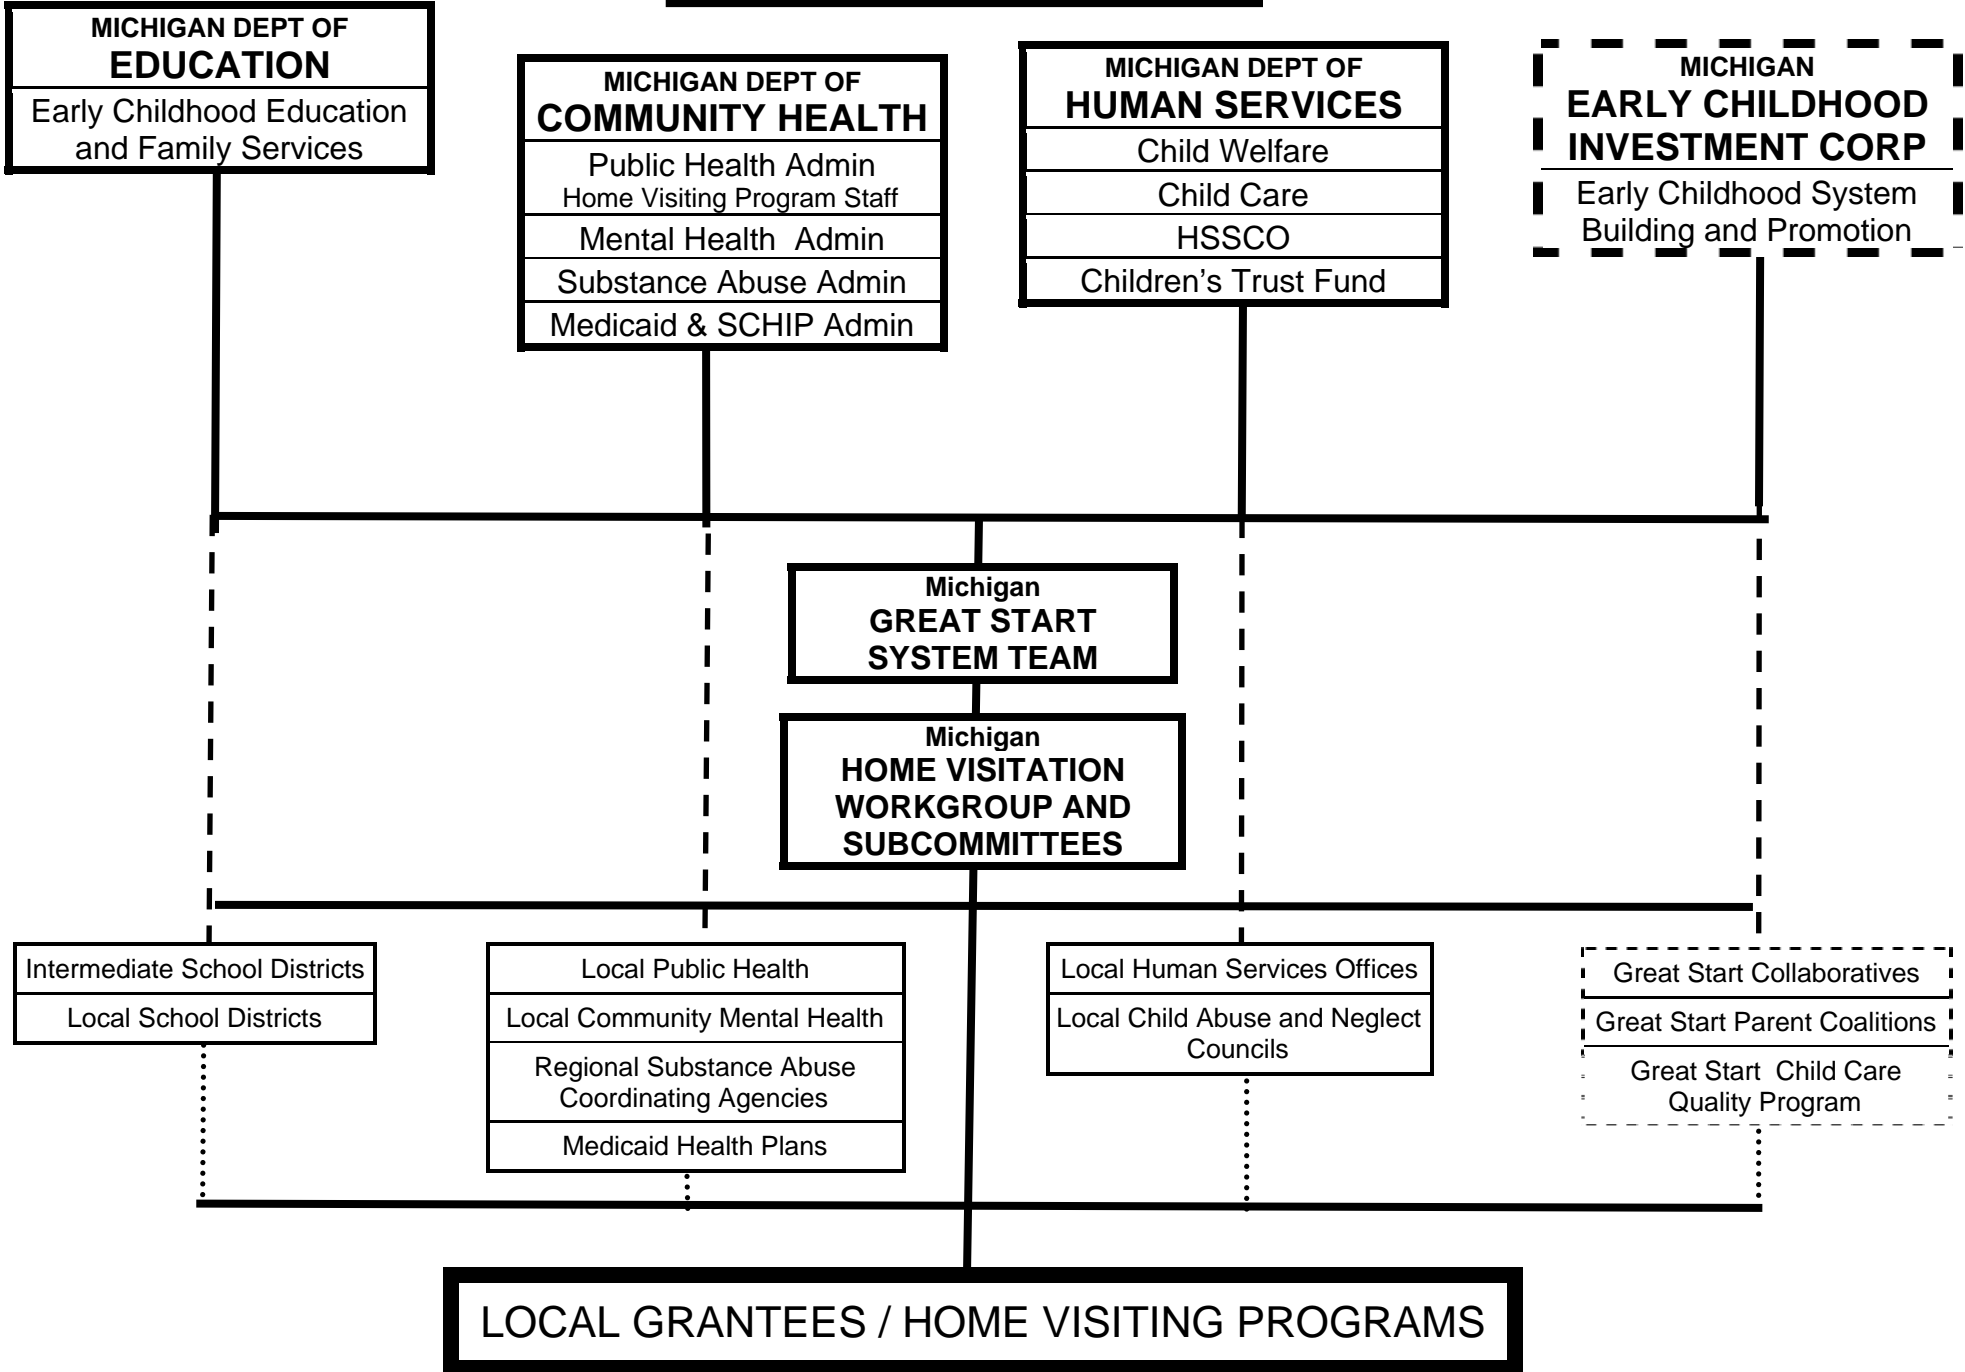 MICHIGAN DEPT OF
EDUCATION
Early Childhood Education
and Family Services
MICHIGAN DEPT OF
COMMUNITY HEALTH
Public Health Admin
Home Visiting Program Staff
Mental Health Admin
Substance Abuse Admin
Medicaid & SCHIP Admin
MICHIGAN DEPT OF
HUMAN SERVICES
Child Welfare
Child Care
HSSCO
Children's Trust Fund
MICHIGAN
EARLY CHILDHOOD
INVESTMENT CORP
Early Childhood System
Building and Promotion
Michigan
GREAT START
SYSTEM TEAM
Michigan
HOME VISITATION
WORKGROUP AND
SUBCOMMITTEES
Intermediate School Districts
Local School Districts
Local Public Health
Local Community Mental Health
Regional Substance Abuse
Coordinating Agencies
Medicaid Health Plans
Local Human Services Offices
Local Child Abuse and Neglect
Councils
Great Start Collaboratives
Great Start Parent Coalitions
Great Start Child Care
Quality Program
LOCAL GRANTEES / HOME VISITING PROGRAMS